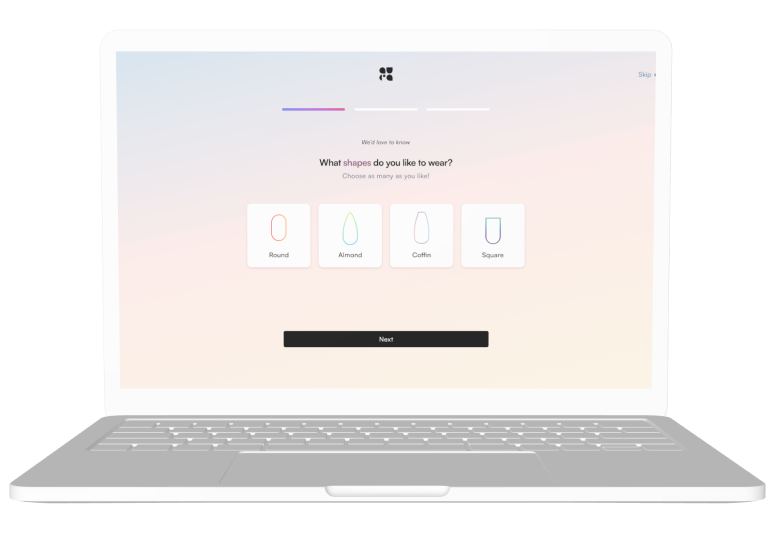 Skip
We'd love to know
What shapes do you like to wear?
Choose as many as you like!
Round
Almond
Coffin
Square
Next